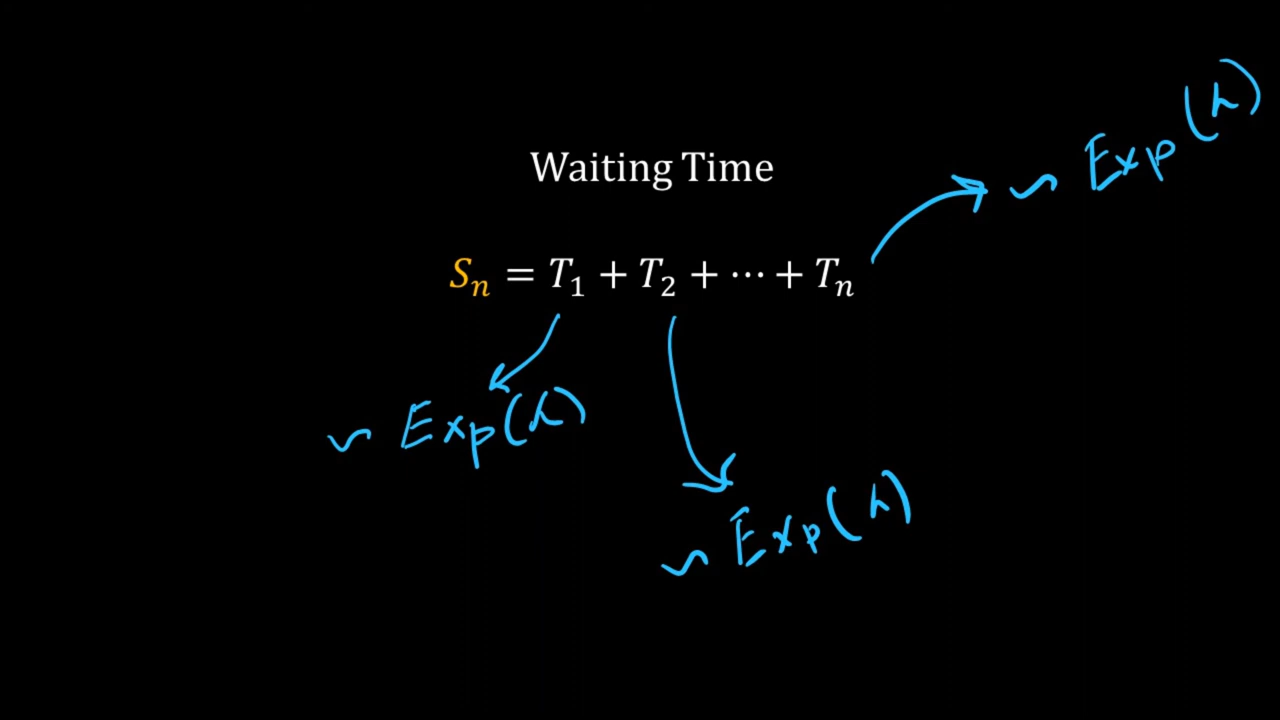 Waiting Time
~ Exp(λ)
Sₙ = T₁ + T₂ + ⋯ + Tₙ
~ Exp(λ)
~ Exp(λ)